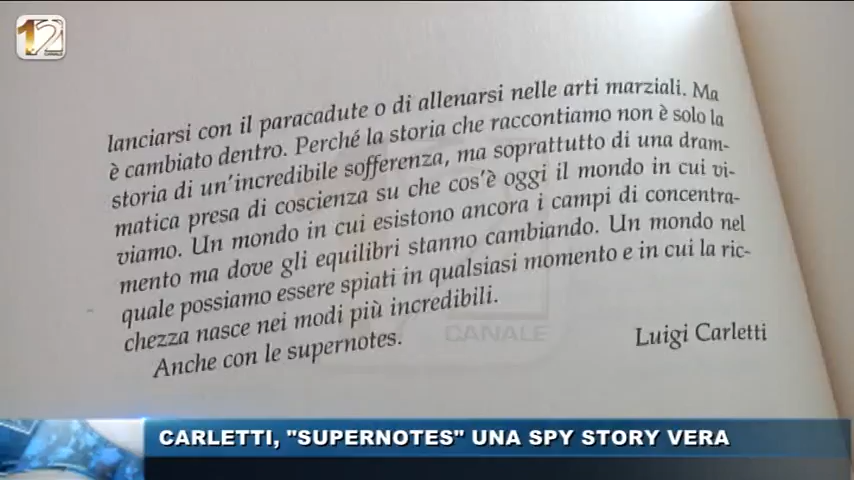 12
CANALE
lanciarsi con il paracadute o di allenarsi nelle arti marziali. Ma
è cambiato dentro. Perché la storia che raccontiamo non è solo la
storia di un'incredibile sofferenza, ma soprattutto di una dram-
matica presa di coscienza su che cos'è oggi il mondo in cui vi-
viamo. Un mondo in cui esistono ancora i campi di concentra-
mento ma dove gli equilibri stanno cambiando. Un mondo nel
quale possiamo essere spiati in qualsiasi momento e in cui la ric-
chezza nasce nei modi più incredibili.
Anche con le supernotes.
Luigi Carletti
CANALE
CARLETTI, "SUPERNOTES" UNA SPY STORY VERA